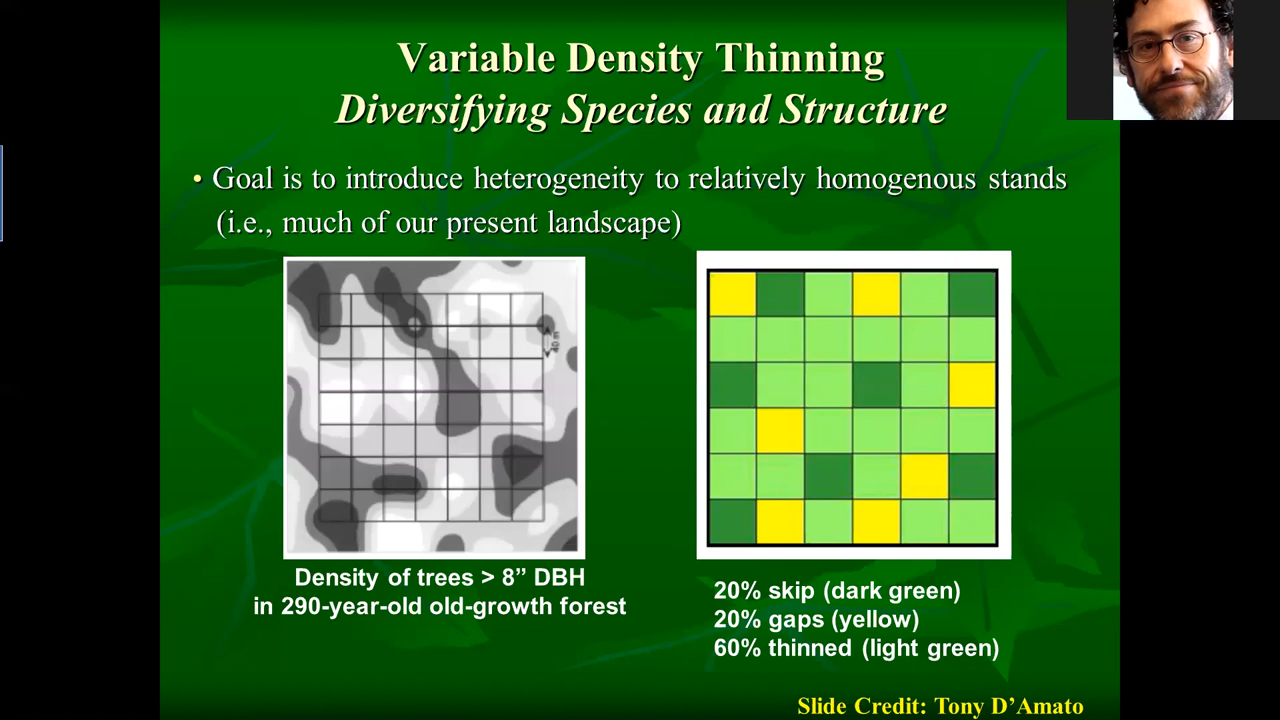 Variable Density Thinning
Diversifying Species and Structure
• Goal is to introduce heterogeneity to relatively homogenous stands
(i.e., much of our present landscape)
40 m
Density of trees > 8” DBH
in 290-year-old old-growth forest
20% skip (dark green)
20% gaps (yellow)
60% thinned (light green)
Slide Credit: Tony D’Amato